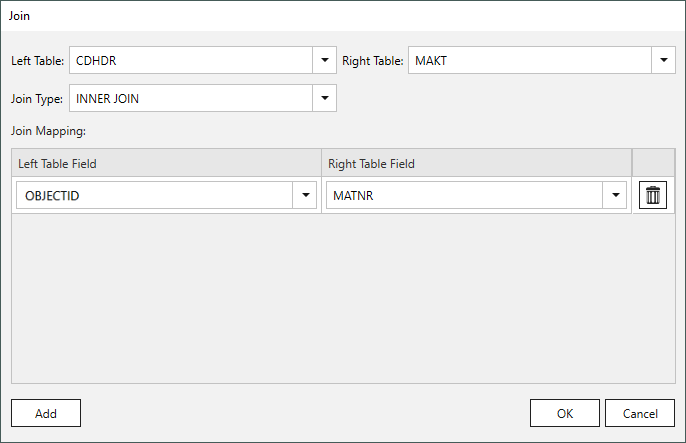 Join
Left Table: CDHDR Right Table: MAKT
Join Type: INNER JOIN
Join Mapping:
Left Table Field Right Table Field
OBJECTID MATNR
Add OK Cancel